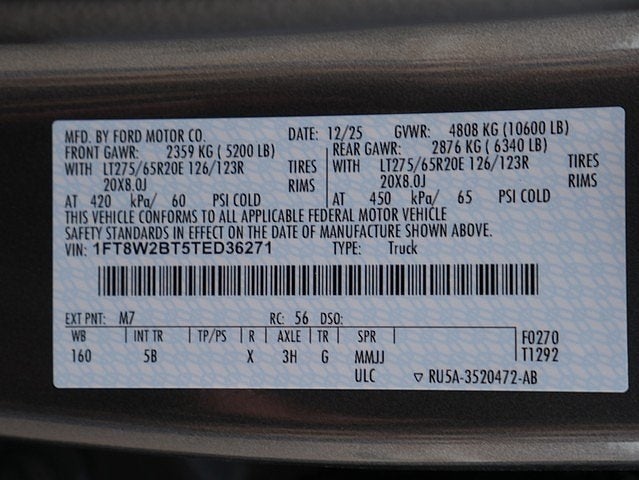 MFD. BY FORD MOTOR CO. DATE: 12/25 GVWR: 4808 KG (10600 LB)
FRONT GAWR: 2359 KG ( 5200 LB) REAR GAWR: 2876 KG ( 6340 LB)
WITH LT275/65R20E 126/123R TIRES WITH LT275/65R20E 126/123R TIRES
20X8.0J RIMS 20X8.0J RIMS
AT 420 kPa/ 60 PSI COLD AT 450 kPa/ 65 PSI COLD
THIS VEHICLE CONFORMS TO ALL APPLICABLE FEDERAL MOTOR VEHICLE
SAFETY STANDARDS IN EFFECT ON THE DATE OF MANUFACTURE SHOWN ABOVE.
VIN: 1FT8W2BT5TED36271 TYPE: Truck
EXT PNT: M7 RC: 56 DSO:
WB INT TR TP/PS R AXLE TR SPR F0270
160 5B X 3H G MMJJ T1292
ULC ▽ RU5A-3520472-AB